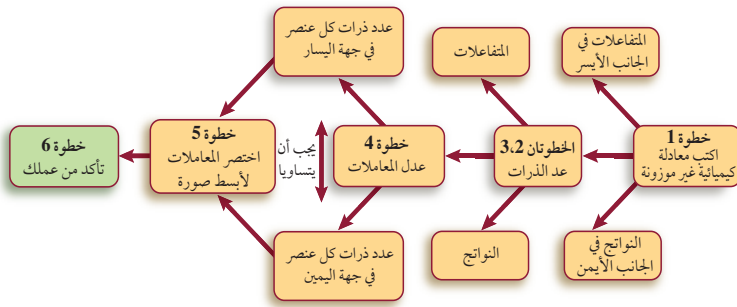 المتفاعلات في
الجانب الأيسر
خطوة 1
اكتب معادلة
كيميائية غير موزونة
النواتج في
الجانب الأيمن
المتفاعلات
الخطوتان 3،2
عد الذرات
النواتج
عدد ذرات كل عنصر
في جهة اليسار
خطوة 4
عدل المعاملات
يجب أن
يتساويا
عدد ذرات كل عنصر
في جهة اليمين
خطوة 5
اختصر المعاملات
لأبسط صورة
خطوة 6
تأكد من عملك